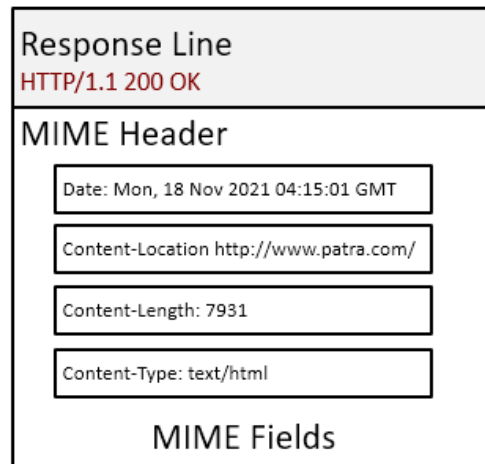 Response Line
HTTP/1.1 200 OK
MIME Header
Date: Mon, 18 Nov 2021 04:15:01 GMT
Content-Location http://www.patra.com/
Content-Length: 7931
Content-Type: text/html
MIME Fields